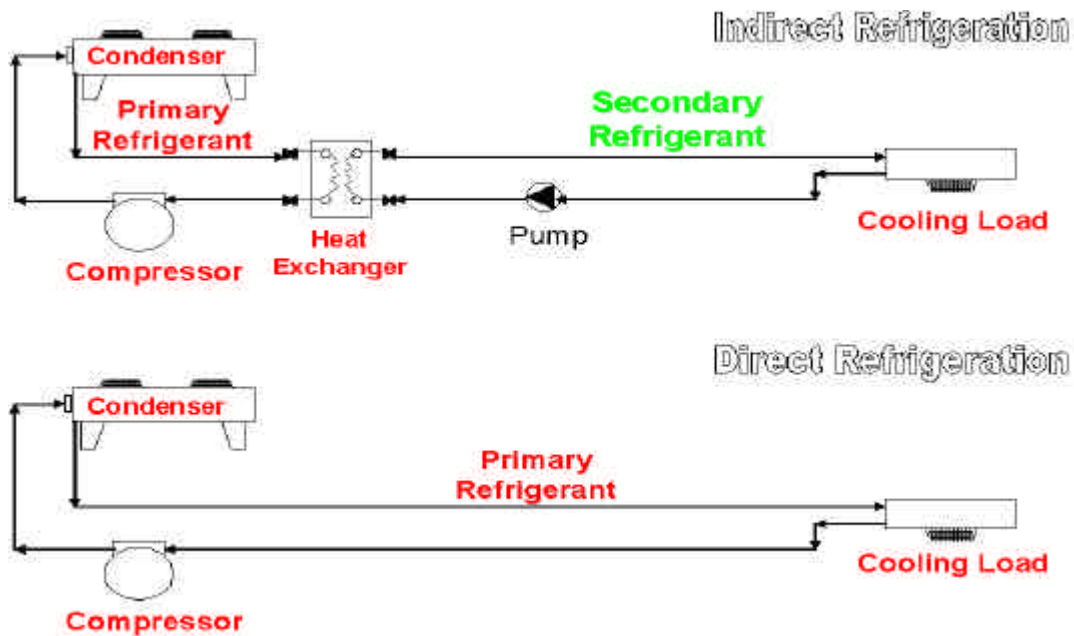 Indirect Refrigeration
Condenser
Primary
Refrigerant
Secondary
Refrigerant
Cooling Load
Pump
Heat
Exchanger
Compressor
Direct Refrigeration
Condenser
Primary
Refrigerant
Cooling Load
Compressor